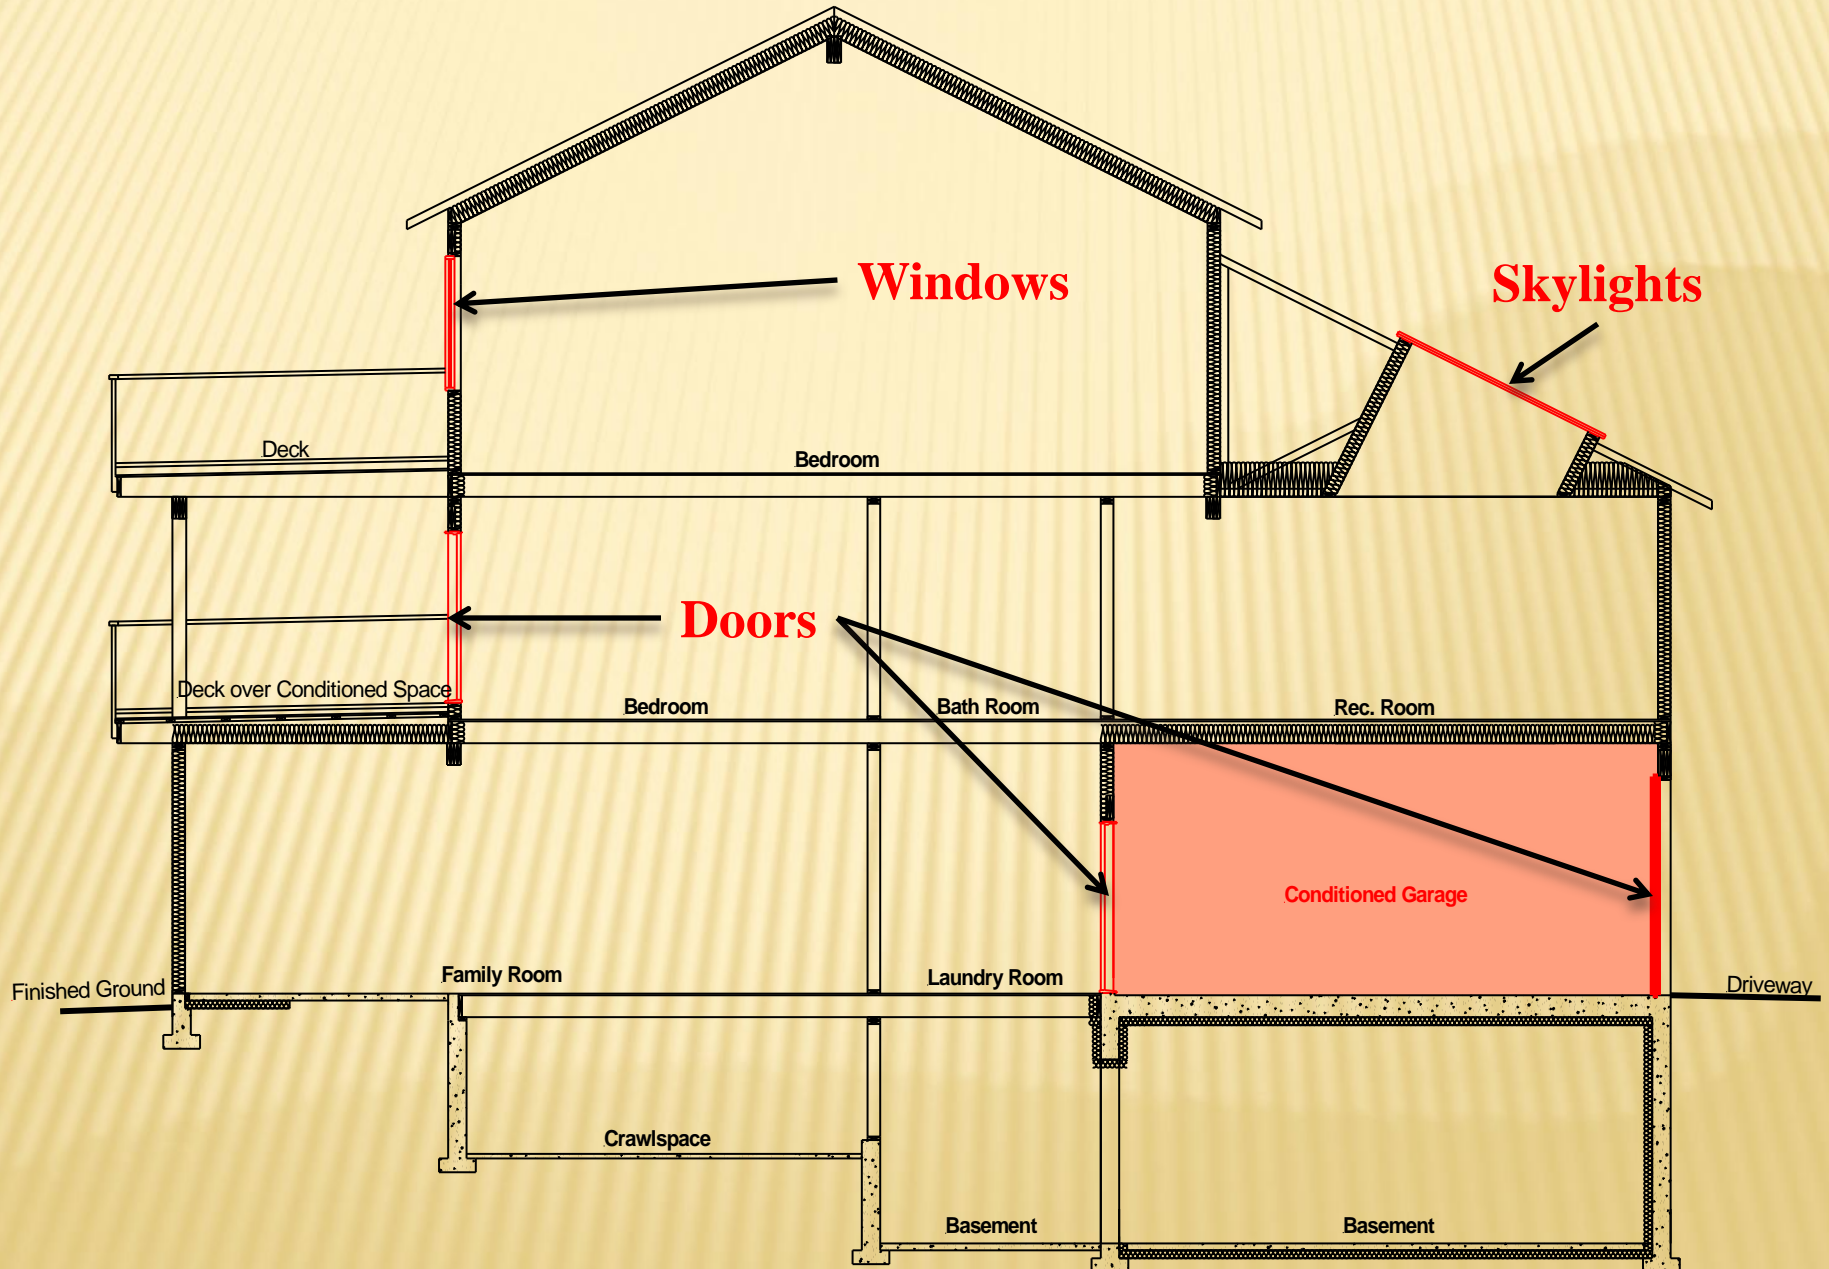 Windows
Skylights
Deck
Bedroom
Doors
Deck over Conditioned Space
Bedroom
Bath Room
Rec. Room
Conditioned Garage
Family Room
Laundry Room
Finished Ground
Driveway
Crawlspace
Basement
Basement